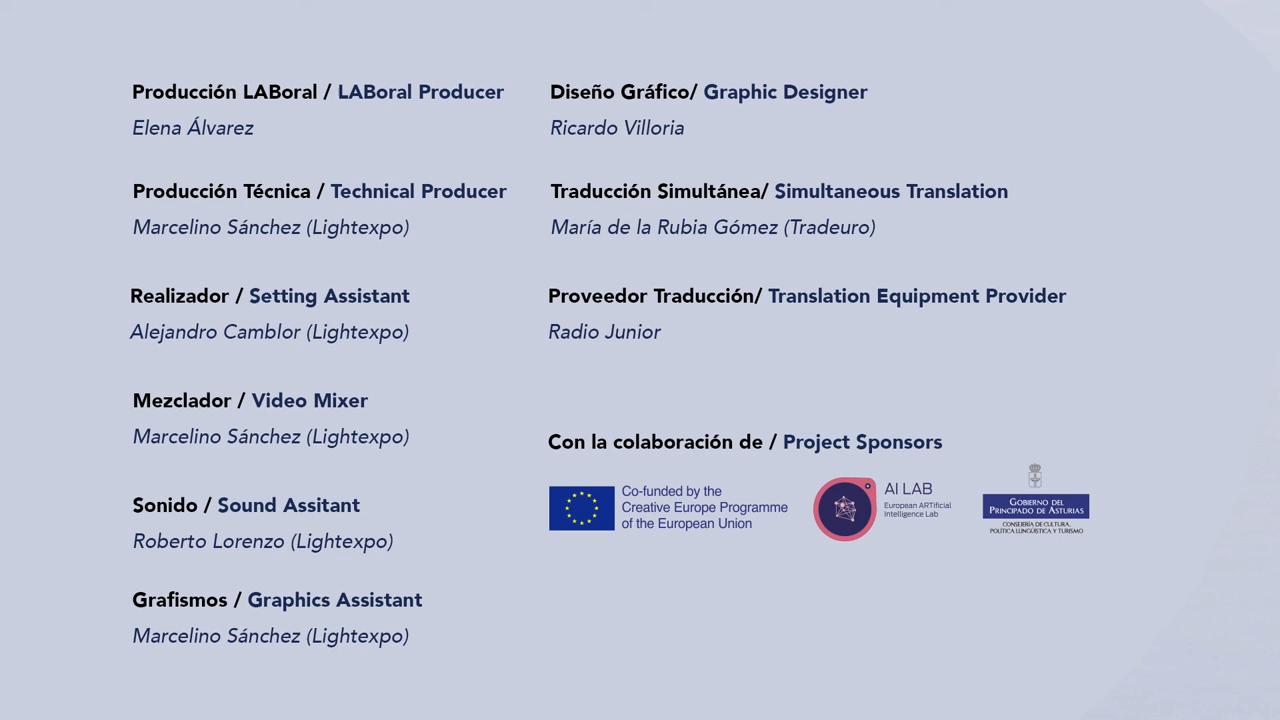 Producción LABoral / LABoral Producer
Elena Álvarez
Producción Técnica / Technical Producer
Marcelino Sánchez (Lightexpo)
Realizador / Setting Assistant
Alejandro Camblor (Lightexpo)
Mezclador / Video Mixer
Marcelino Sánchez (Lightexpo)
Sonido / Sound Assitant
Roberto Lorenzo (Lightexpo)
Grafismos / Graphics Assistant
Marcelino Sánchez (Lightexpo)
Diseño Gráfico/ Graphic Designer
Ricardo Villoria
Traducción Simultánea/ Simultaneous Translation
María de la Rubia Gómez (Tradeuro)
Proveedor Traducción/ Translation Equipment Provider
Radio Junior
Con la colaboración de / Project Sponsors
Co-funded by the
Creative Europe Programme
of the European Union
AI LAB
European ARTificial
Intelligence Lab
GOBIERNO DEL
PRINCIPADO DE ASTURIAS
CONSEJERÍA DE CULTURA,
POLÍTICA LLINGÜÍSTICA Y TURISMO